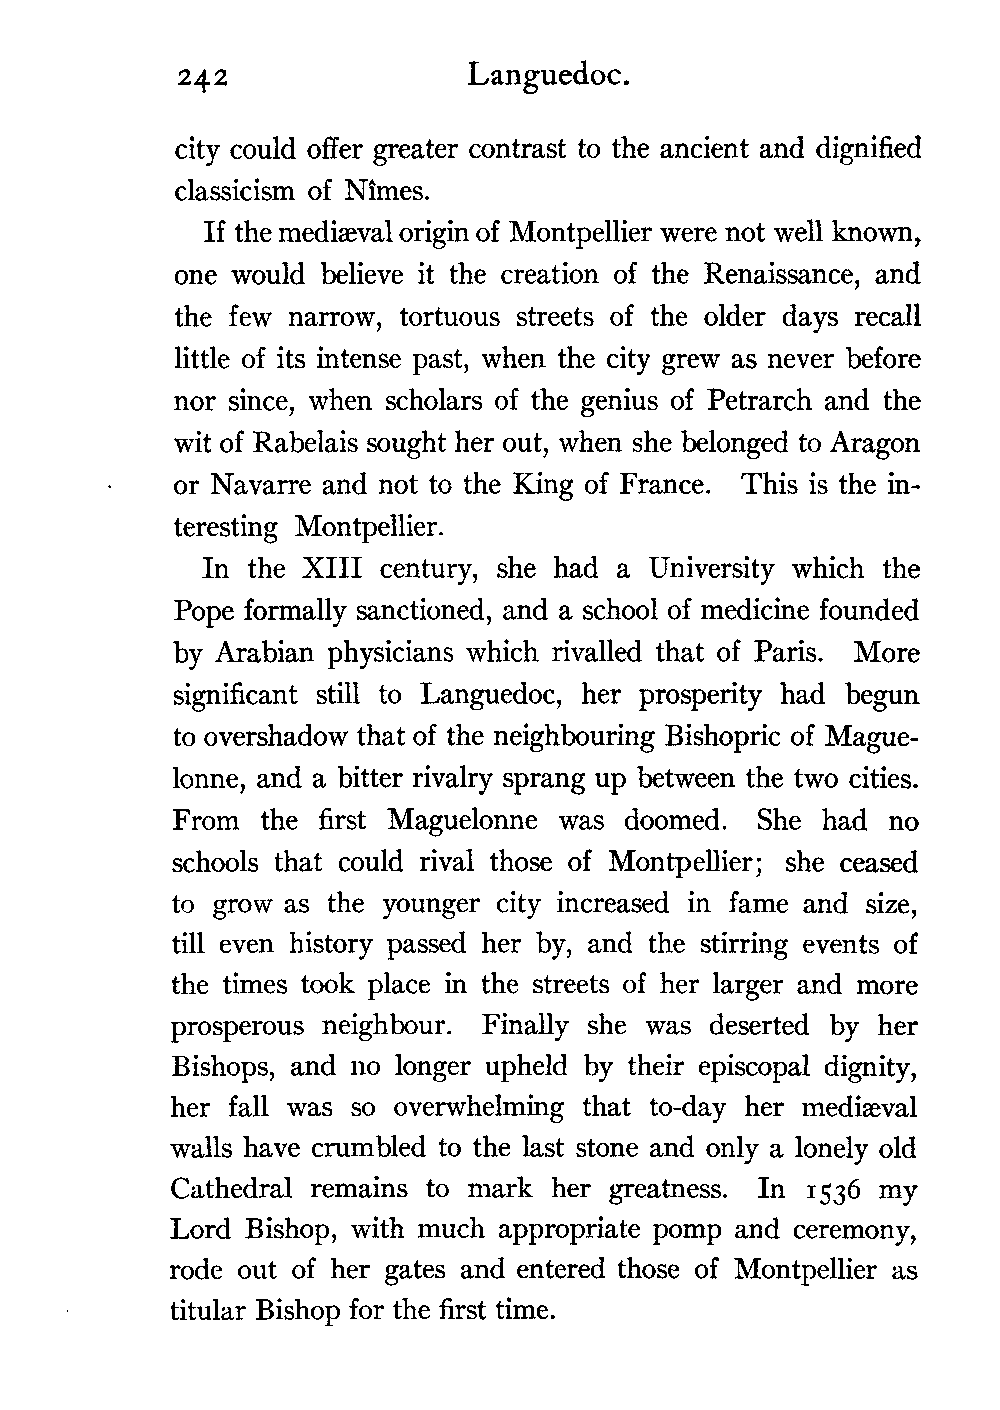 242 Languedoc.
city could offer greater contrast to the ancient and dignified
classicism of Nîmes.
If the mediæval origin of Montpellier were not well known,
one would believe it the creation of the Renaissance, and
the few narrow, tortuous streets of the older days recall
little of its intense past, when the city grew as never before
nor since, when scholars of the genius of Petrarch and the
wit of Rabelais sought her out, when she belonged to Aragon
or Navarre and not to the King of France. This is the in-
teresting Montpellier.
In the XIII century, she had a University which the
Pope formally sanctioned, and a school of medicine founded
by Arabian physicians which rivalled that of Paris. More
significant still to Languedoc, her prosperity had begun
to overshadow that of the neighbouring Bishopric of Mague-
lonne, and a bitter rivalry sprang up between the two cities.
From the first Maguelonne was doomed. She had no
schools that could rival those of Montpellier; she ceased
to grow as the younger city increased in fame and size,
till even history passed her by, and the stirring events of
the times took place in the streets of her larger and more
prosperous neighbour. Finally she was deserted by her
Bishops, and no longer upheld by their episcopal dignity,
her fall was so overwhelming that to-day her mediæval
walls have crumbled to the last stone and only a lonely old
Cathedral remains to mark her greatness. In 1536 my
Lord Bishop, with much appropriate pomp and ceremony,
rode out of her gates and entered those of Montpellier as
titular Bishop for the first time.